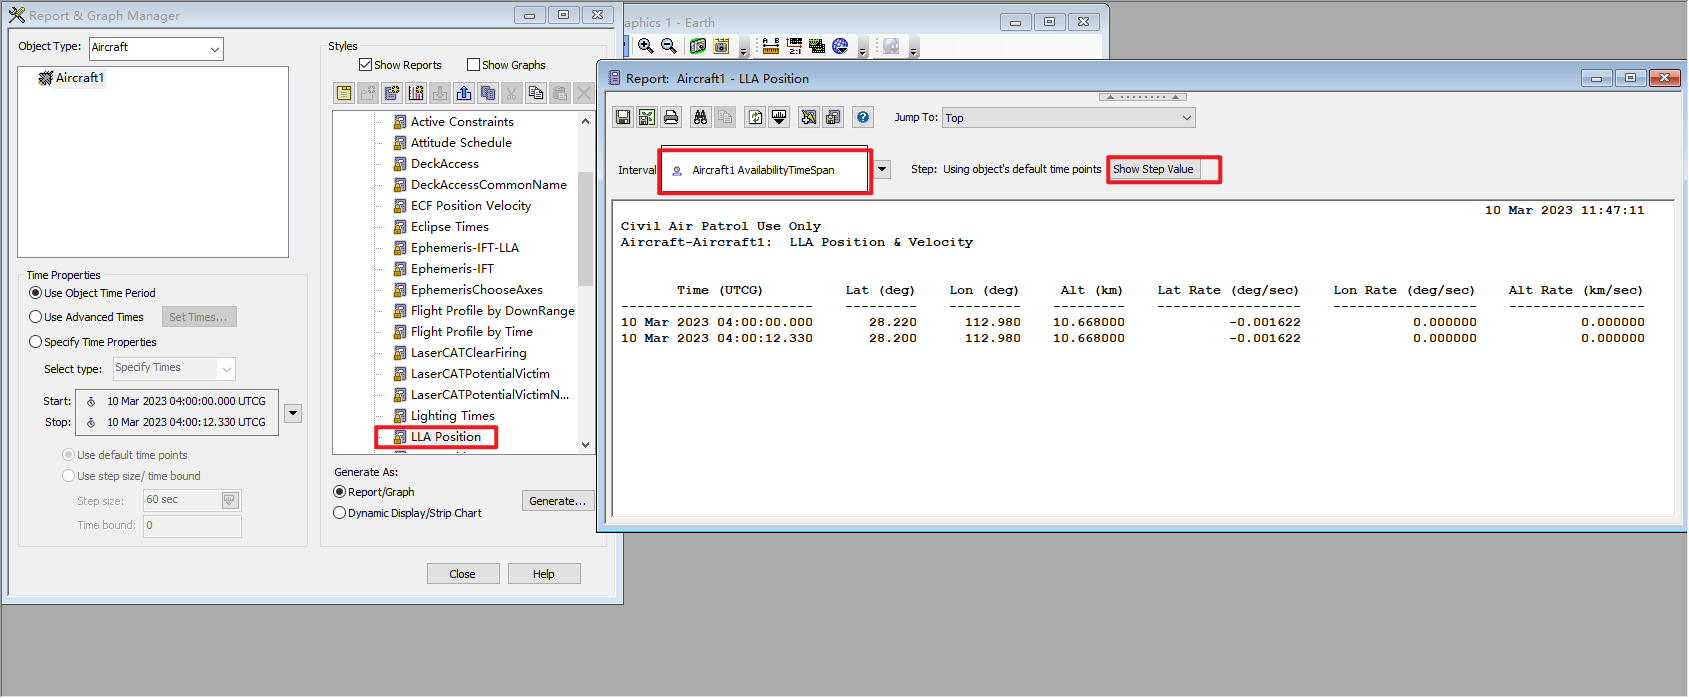 Report & Graph Manager
Object Type: Aircraft
Aircraft1
Time Properties
Use Object Time Period
Use Advanced Times Set Times...
Specify Time Properties
Select type: Specify Times
Start: 10 Mar 2023 04:00:00.000 UTCG
Stop: 10 Mar 2023 04:00:12.330 UTCG
Use default time points
Use step size/ time bound
Step size: 60 sec
Time bound: 0
Styles
Show Reports Show Graphs
Active Constraints
Attitude Schedule
DeckAccess
DeckAccessCommonName
ECF Position Velocity
Eclipse Times
Ephemeris-IFT-LLA
Ephemeris-IFT
EphemerisChooseAxes
Flight Profile by DownRange
Flight Profile by Time
LaserCATClearFiring
LaserCATPotentialVictim
LaserCATPotentialVictimN...
Lighting Times
LLA Position
Generate As:
Report/Graph
Dynamic Display/Strip Chart
Generate...
Close Help
aphics 1 - Earth
Report: Aircraft1 - LLA Position
Jump To: Top
Interval Aircraft1 AvailabilityTimeSpan Step: Using object's default time points Show Step Value
10 Mar 2023 11:47:11
Civil Air Patrol Use Only
Aircraft-Aircraft1: LLA Position & Velocity
Time (UTCG) Lat (deg) Lon (deg) Alt (km) Lat Rate (deg/sec) Lon Rate (deg/sec) Alt Rate (km/sec)
10 Mar 2023 04:00:00.000 28.220 112.980 10.668000 -0.001622 0.000000 0.000000
10 Mar 2023 04:00:12.330 28.200 112.980 10.668000 -0.001622 0.000000 0.000000